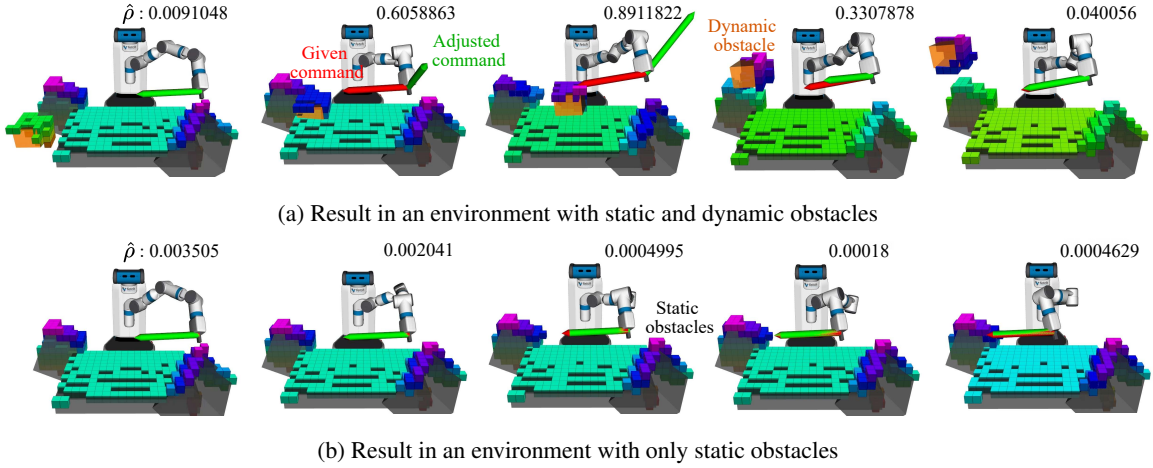 ρ̂ : 0.0091048 0.6058863 0.8911822 0.3307878 0.040056
Given command
Adjusted command
Dynamic obstacle
(a) Result in an environment with static and dynamic obstacles
ρ̂ : 0.003505 0.002041 0.0004995 0.00018 0.0004629
Static obstacles
(b) Result in an environment with only static obstacles